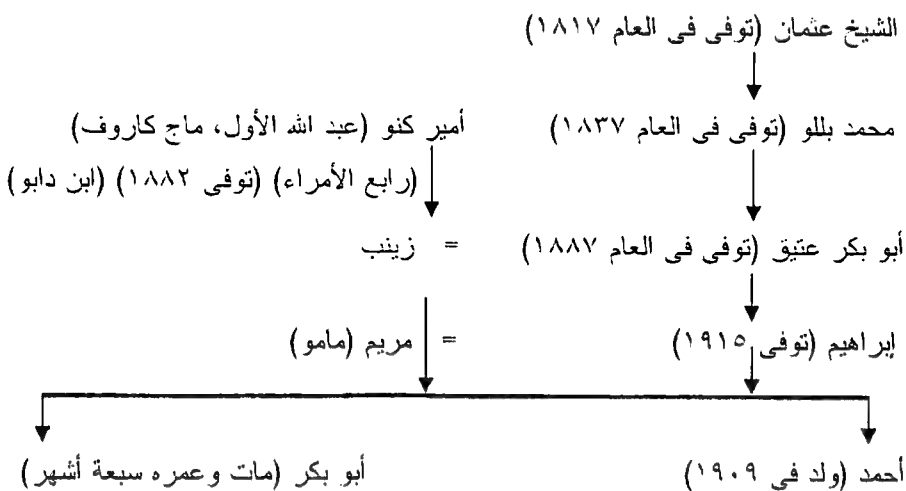 الشيخ عثمان (توفى فى العام ١٨١٧)
محمد بللو (توفى فى العام ١٨٣٧) أمير كنو (عبد الله الأول، ماج كاروف)
(رابع الأمراء) (توفى ١٨٨٢) (ابن دابو)
أبو بكر عتيق (توفى فى العام ١٨٨٧) = زينب
إبراهيم (توفى ١٩١٥) = مريم (مامو)
أحمد (ولد فى ١٩٠٩) أبو بكر (مات وعمره سبعة أشهر)